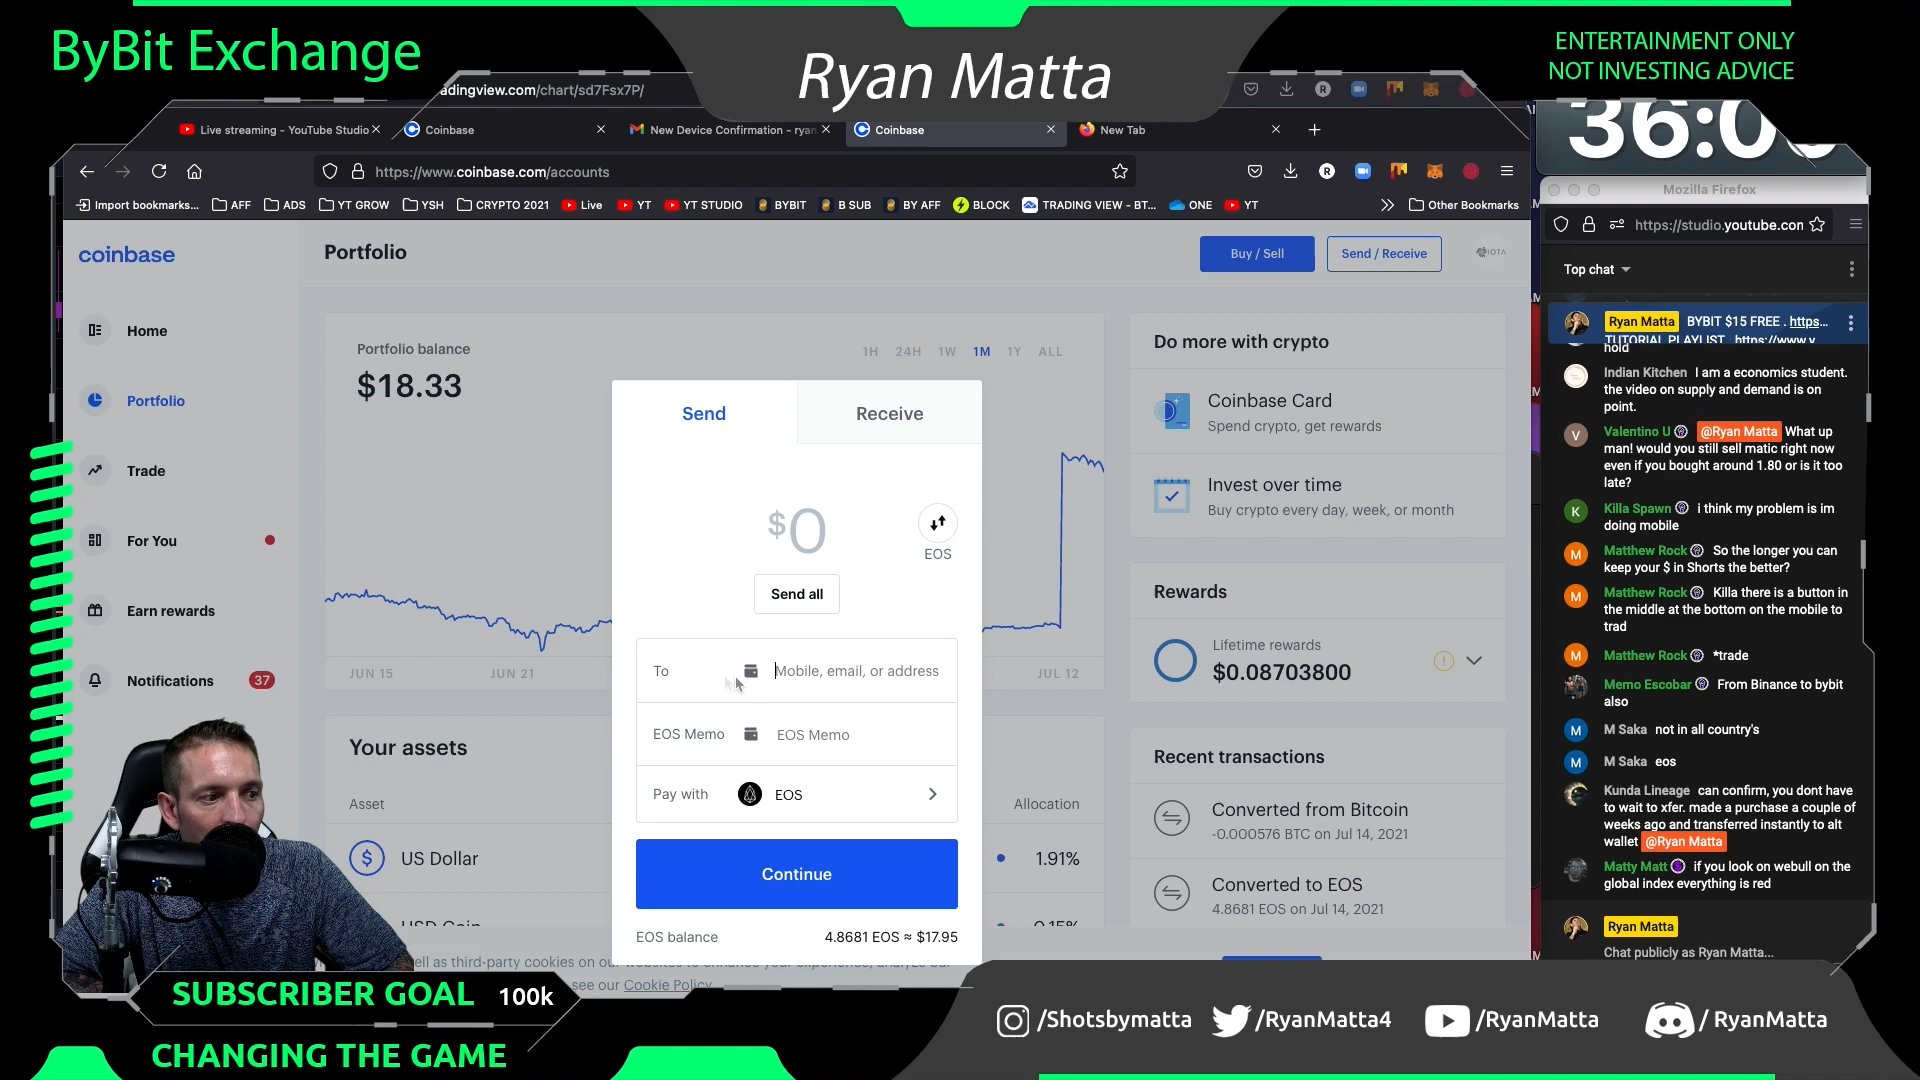 ByBit Exchange
Ryan Matta
ENTERTAINMENT ONLY
NOT INVESTING ADVICE
adingview.com/chart/sd7Fsx7P/
Live streaming - YouTube Studio
Coinbase
New Device Confirmation - ryan
Coinbase
New Tab
36:0
https://www.coinbase.com/accounts
Mozilla Firefox
Import bookmarks...
AFF
ADS
YT GROW
YSH
CRYPTO 2021
Live
YT
YT STUDIO
BYBIT
B SUB
BY AFF
BLOCK
TRADING VIEW - BT...
ONE
YT
Other Bookmarks
https://studio.youtube.con
coinbase
Portfolio
Buy / Sell
Send / Receive
IOTA
Home
Portfolio
Trade
For You
Earn rewards
Notifications
37
Portfolio balance
$18.33
1H
24H
1W
1M
1Y
ALL
JUN 15
JUN 21
JUL 12
Your assets
Asset
Allocation
US Dollar
1.91%
USD Coin
0.15%
Send
Receive
$0
EOS
Send all
To
Mobile, email, or address
EOS Memo
EOS Memo
Pay with
EOS
Continue
EOS balance
4.8681 EOS ≈ $17.95
see our Cookie Policy
Do more with crypto
Coinbase Card
Spend crypto, get rewards
Invest over time
Buy crypto every day, week, or month
Rewards
Lifetime rewards
$0.08703800
Recent transactions
Converted from Bitcoin
-0.000576 BTC on Jul 14, 2021
Converted to EOS
4.8681 EOS on Jul 14, 2021
Top chat
Ryan Matta BYBIT $15 FREE . https...
TUTORIAL PLAYLIST https://www.y
hold
Indian Kitchen I am a economics student.
the video on supply and demand is on
point.
Valentino U @Ryan Matta What up
man! would you still sell matic right now
even if you bought around 1.80 or is it too
late?
Killa Spawn i think my problem is im
doing mobile
Matthew Rock So the longer you can
keep your $ in Shorts the better?
Matthew Rock Killa there is a button in
the middle at the bottom on the mobile to
trad
Matthew Rock *trade
Memo Escobar From Binance to bybit
also
M Saka not in all country's
M Saka eos
Kunda Lineage can confirm, you dont have
to wait to xfer. made a purchase a couple of
weeks ago and transferred instantly to alt
wallet @Ryan Matta
Matty Matt if you look on webull on the
global index everything is red
Ryan Matta
Chat publicly as Ryan Matta...
SUBSCRIBER GOAL 100k
CHANGING THE GAME
/Shotsbymatta
/RyanMatta4
/RyanMatta
/ RyanMatta